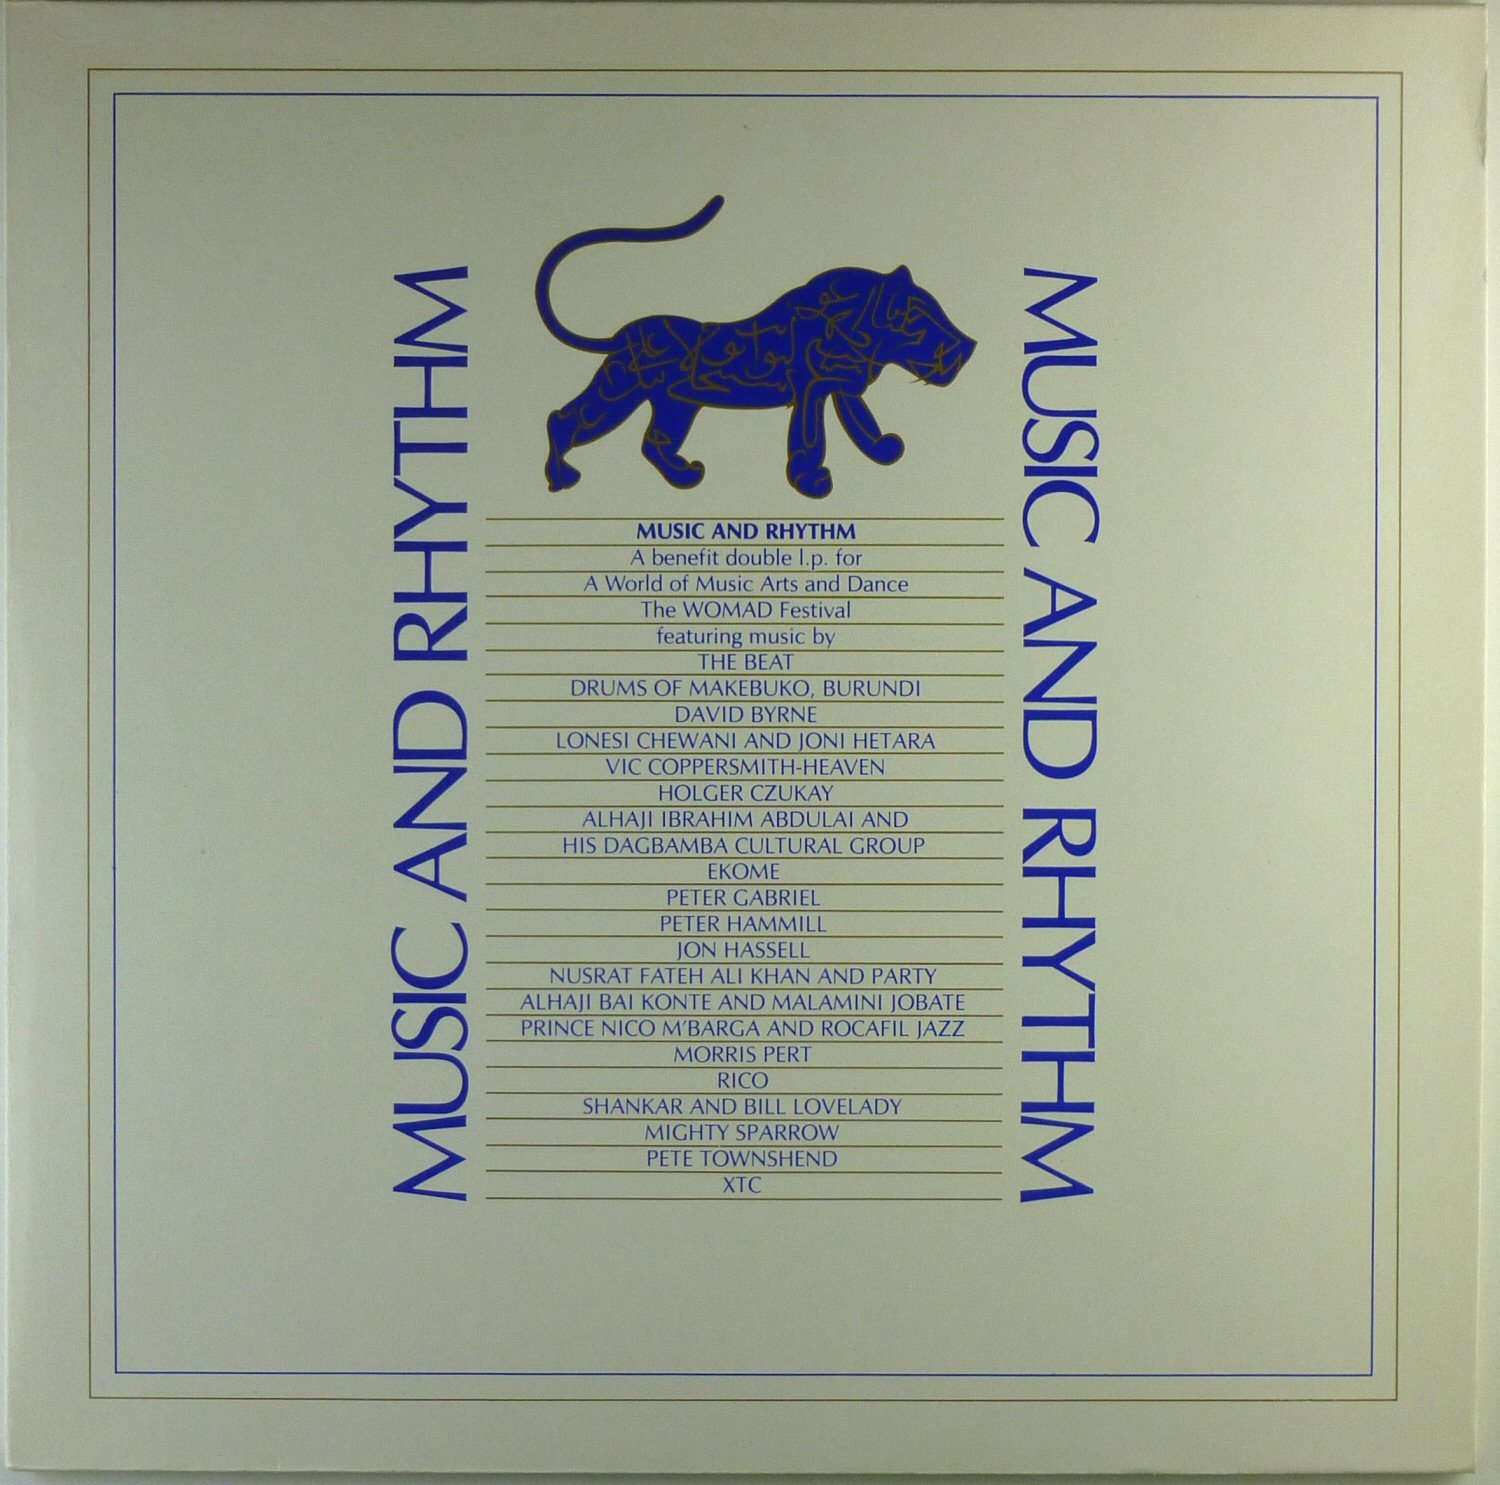 MUSIC AND RHYTHM
MUSIC AND RHYTHM
MUSIC AND RHYTHM
A benefit double l.p. for
A World of Music Arts and Dance
The WOMAD Festival
featuring music by
THE BEAT
DRUMS OF MAKEBUKO, BURUNDI
DAVID BYRNE
LONESI CHEWANI AND JONI HETARA
VIC COPPERSMITH-HEAVEN
HOLGER CZUKAY
ALHAJI IBRAHIM ABDULAI AND
HIS DAGBAMBA CULTURAL GROUP
EKOME
PETER GABRIEL
PETER HAMMILL
JON HASSELL
NUSRAT FATEH ALI KHAN AND PARTY
ALHAJI BAI KONTE AND MALAMINI JOBATE
PRINCE NICO M'BARGA AND ROCAFIL JAZZ
MORRIS PERT
RICO
SHANKAR AND BILL LOVELADY
MIGHTY SPARROW
PETE TOWNSHEND
XTC